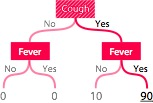 Cough
No Yes
Fever Fever
No Yes No Yes
0 0 10 90